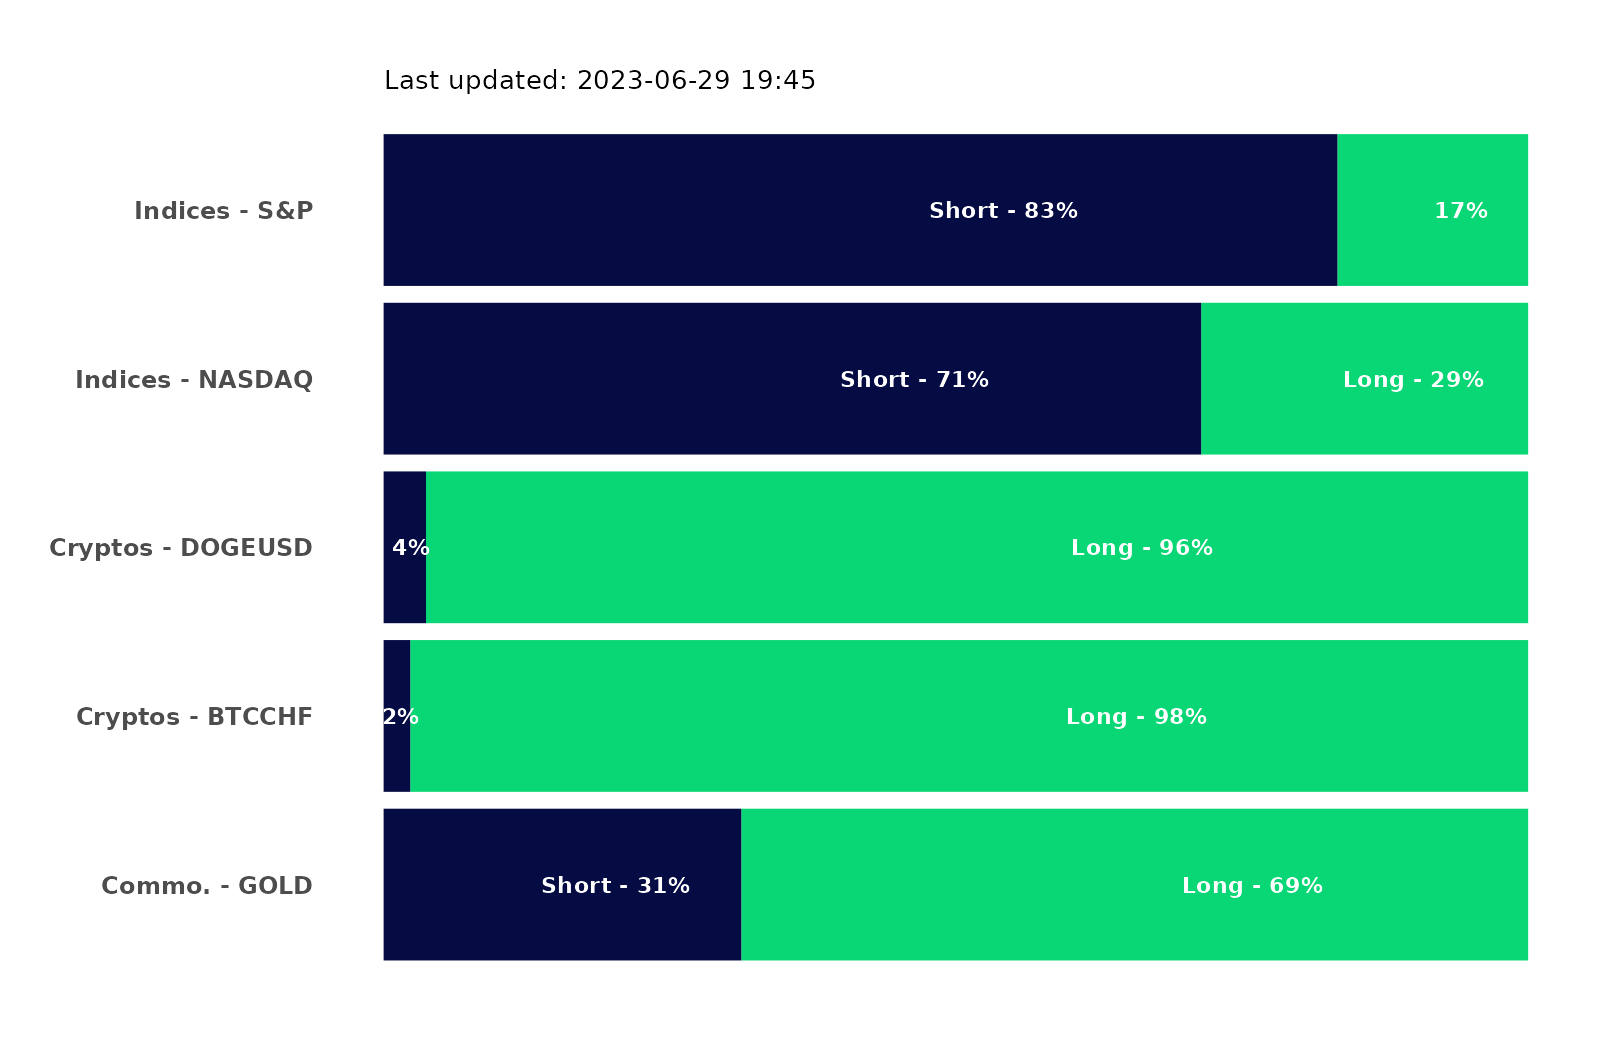 Last updated: 2023-06-29 19:45
Indices - S&P
Short - 83%
17%
Indices - NASDAQ
Short - 71%
Long - 29%
Cryptos - DOGEUSD
4%
Long - 96%
Cryptos - BTCCHF
2%
Long - 98%
Commo. - GOLD
Short - 31%
Long - 69%